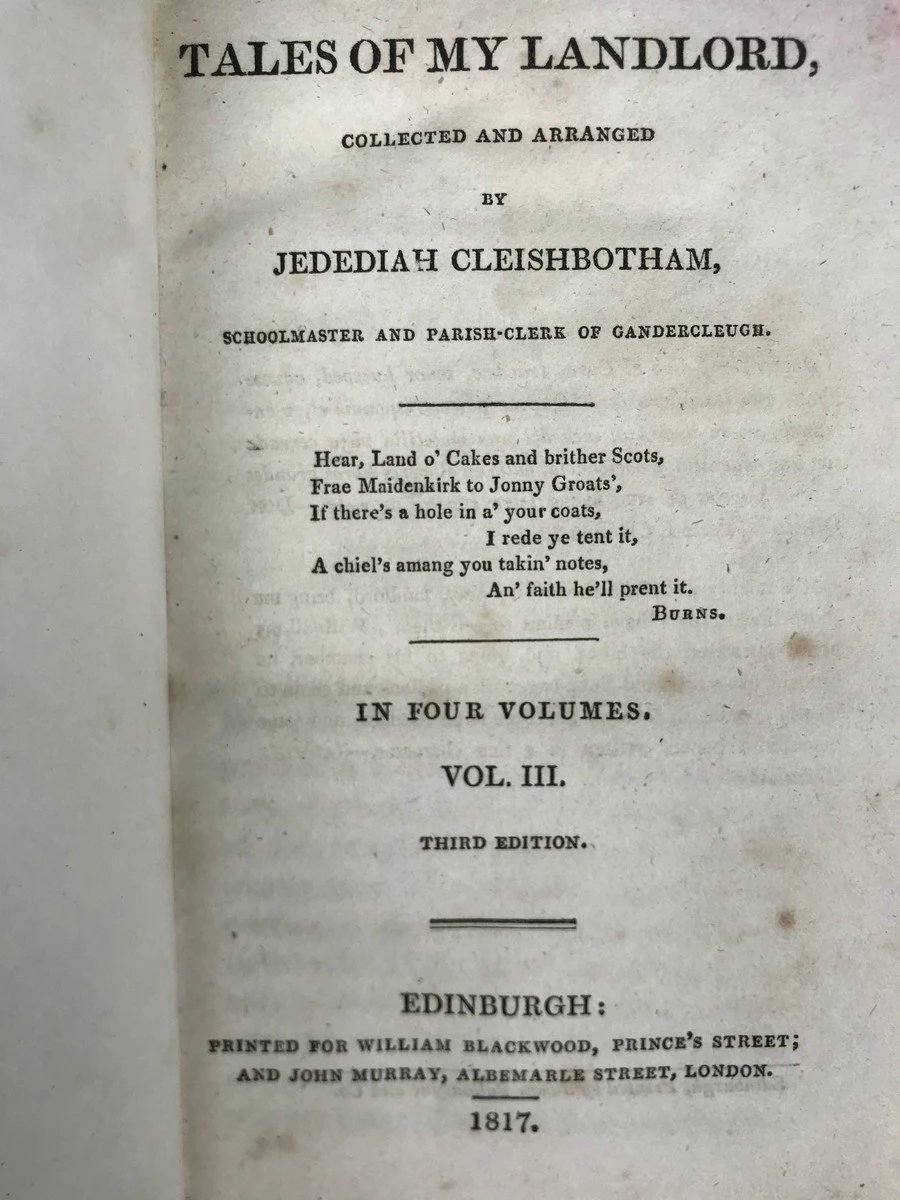 TALES OF MY LANDLORD,
COLLECTED AND ARRANGED
BY
JEDEDIAH CLEISHBOTHAM,
SCHOOLMASTER AND PARISH-CLERK OF GANDERCLEUGH.
Hear, Land o' Cakes and brither Scots,
Frae Maidenkirk to Jonny Groats',
If there's a hole in a' your coats,
I rede ye tent it,
A chiel's amang you takin' notes,
An' faith he'll prent it.
BURNS.
IN FOUR VOLUMES.
VOL. III.
THIRD EDITION.
EDINBURGH:
PRINTED FOR WILLIAM BLACKWOOD, PRINCE'S STREET;
AND JOHN MURRAY, ALBEMARLE STREET, LONDON.
1817.